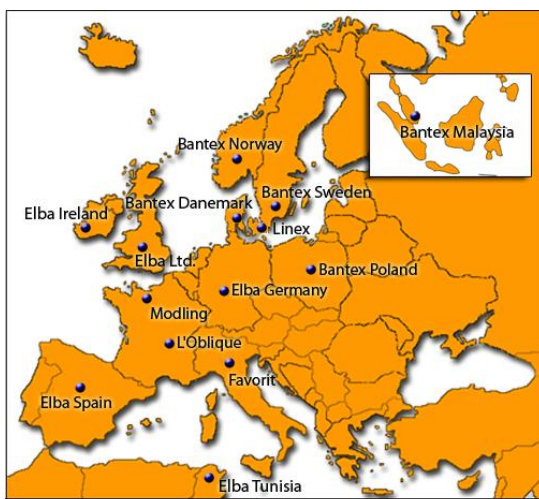 Bantex Norway
Bantex Malaysia
Bantex Sweden
Bantex Danemark
Elba Ireland
Linex
Elba Ltd.
Bantex Poland
Elba Germany
Modling
L'Oblique
Favorit
Elba Spain
Elba Tunisia